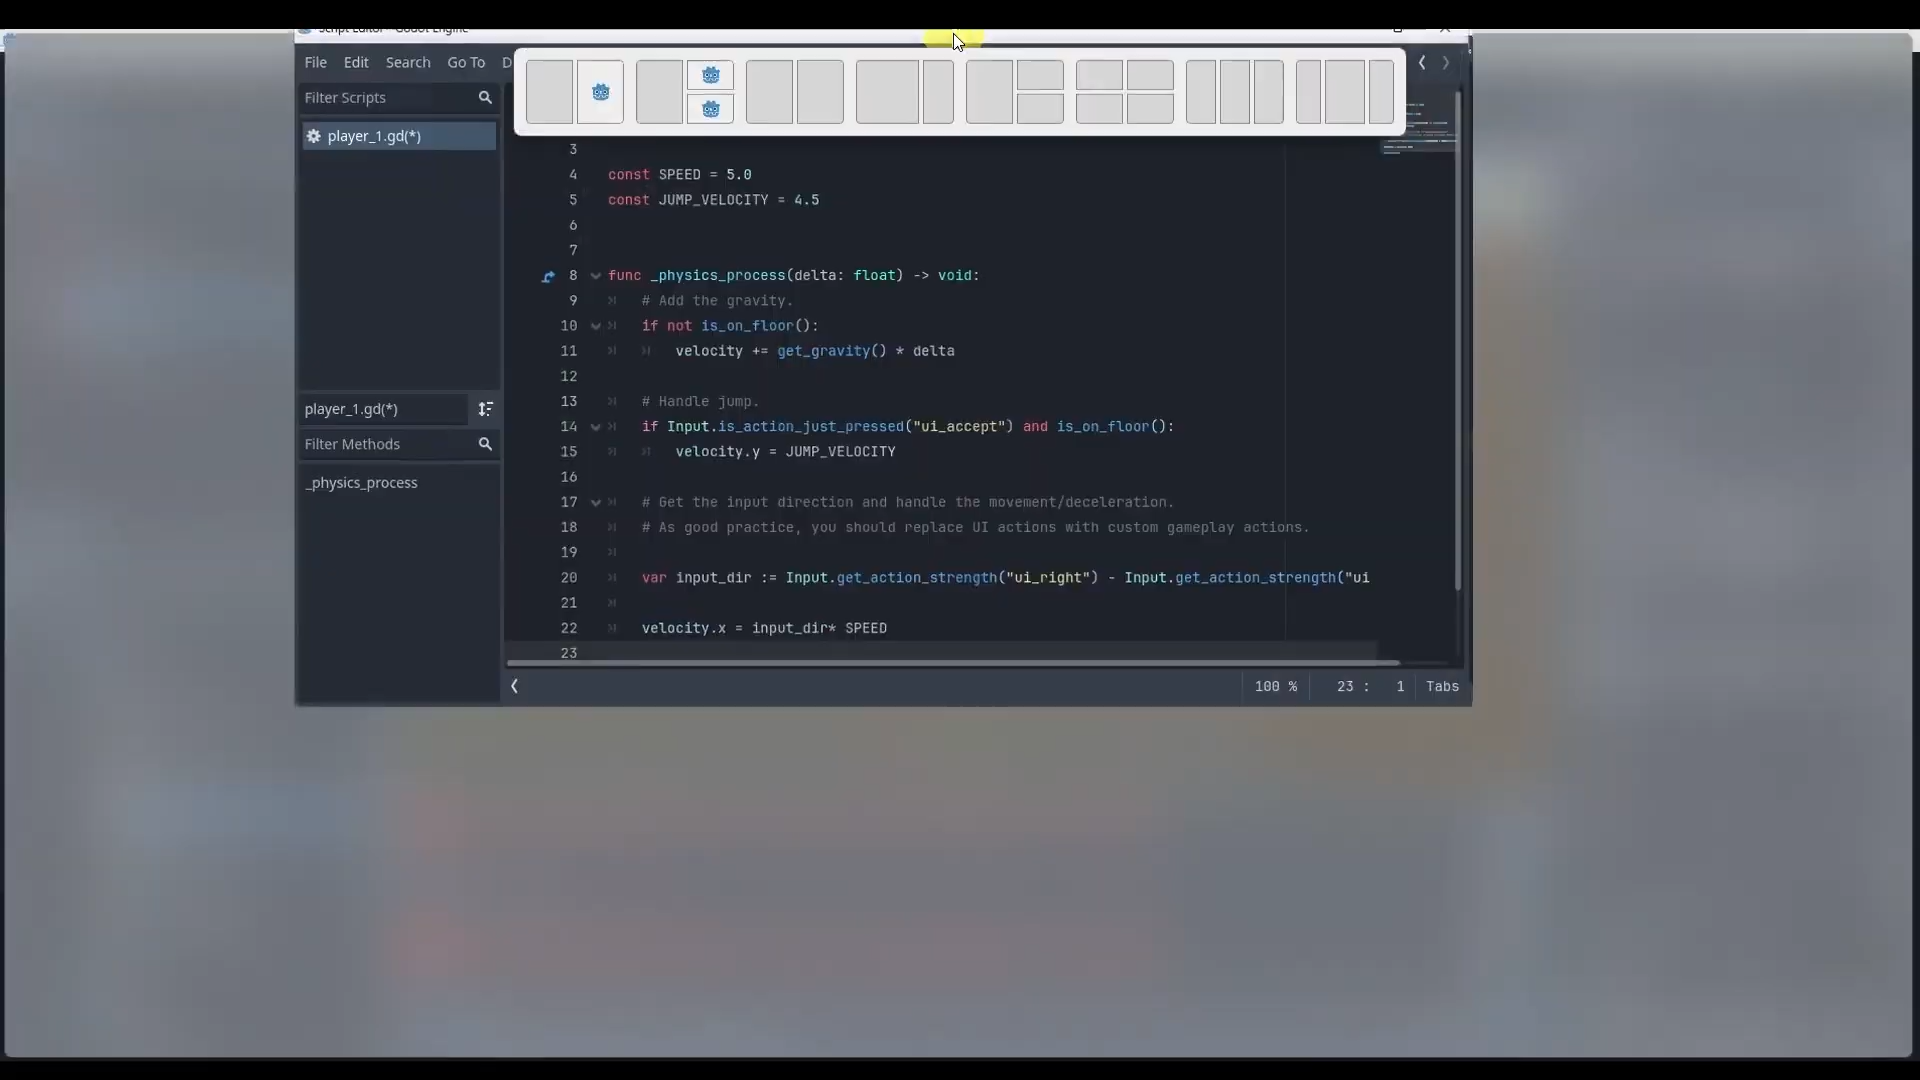 Script Editor - Godot Engine
File Edit Search Go To D
Filter Scripts
player_1.gd(*)
player_1.gd(*)
Filter Methods
_physics_process
3
4 const SPEED = 5.0
5 const JUMP_VELOCITY = 4.5
6
7
8 func _physics_process(delta: float) -> void:
9 # Add the gravity.
10 if not is_on_floor():
11 velocity += get_gravity() * delta
12
13 # Handle jump.
14 if Input.is_action_just_pressed("ui_accept") and is_on_floor():
15 velocity.y = JUMP_VELOCITY
16
17 # Get the input direction and handle the movement/deceleration.
18 # As good practice, you should replace UI actions with custom gameplay actions.
19
20 var input_dir := Input.get_action_strength("ui_right") - Input.get_action_strength("ui
21
22 velocity.x = input_dir* SPEED
23
100 % 23 : 1 Tabs